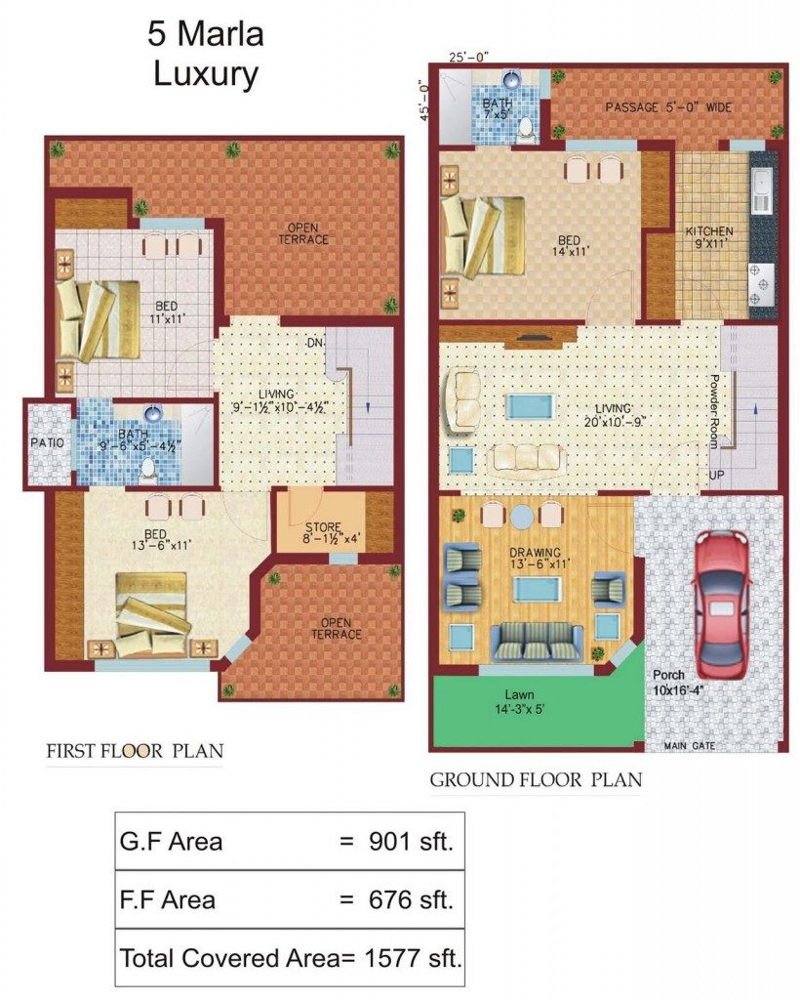 5 Marla
Luxury
OPEN
TERRACE
BED
11'x11'
DN
LIVING
9'-1½"x10'-4½"
PATIO
BATH
9'-6"x5'-4½"
BED
13'-6"x11'
STORE
8'-1½"x4'
OPEN
TERRACE
FIRST FLOOR PLAN
25'-0"
45'-0"
BATH
7'x5'
PASSAGE 5'-0" WIDE
BED
14'x11'
KITCHEN
9'X11'
LIVING
20'x10'-9"
Powder Room
UP
DRAWING
13'-6"x11'
Porch
10x16'-4"
Lawn
14'-3"x 5'
MAIN GATE
GROUND FLOOR PLAN
G.F Area = 901 sft.
F.F Area = 676 sft.
Total Covered Area= 1577 sft.